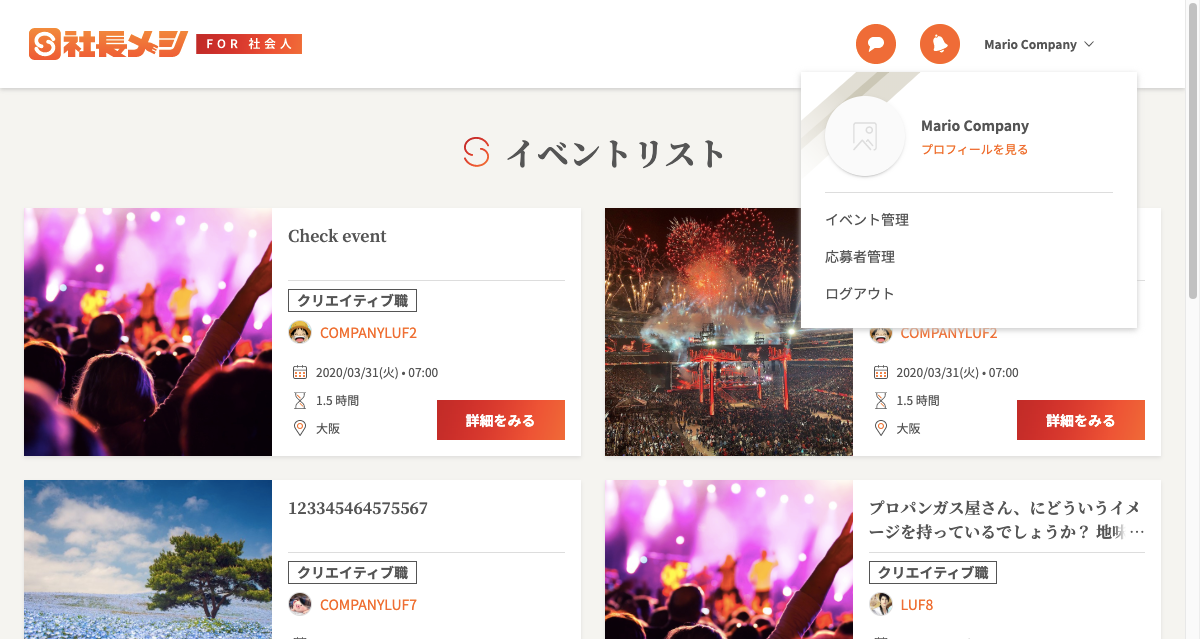 社長メシ FOR 社会人
Mario Company
Mario Company
プロフィールを見る
イベント管理
応募者管理
ログアウト
イベントリスト
Check event
クリエイティブ職
COMPANYLUF2
2020/03/31(火) • 07:00
1.5 時間
大阪
詳細をみる
COMPANYLUF2
2020/03/31(火) • 07:00
1.5 時間
大阪
詳細をみる
123345464575567
クリエイティブ職
COMPANYLUF7
プロパンガス屋さん、にどういうイメ
ージを持っているでしょうか？ 地味…
クリエイティブ職
LUF8